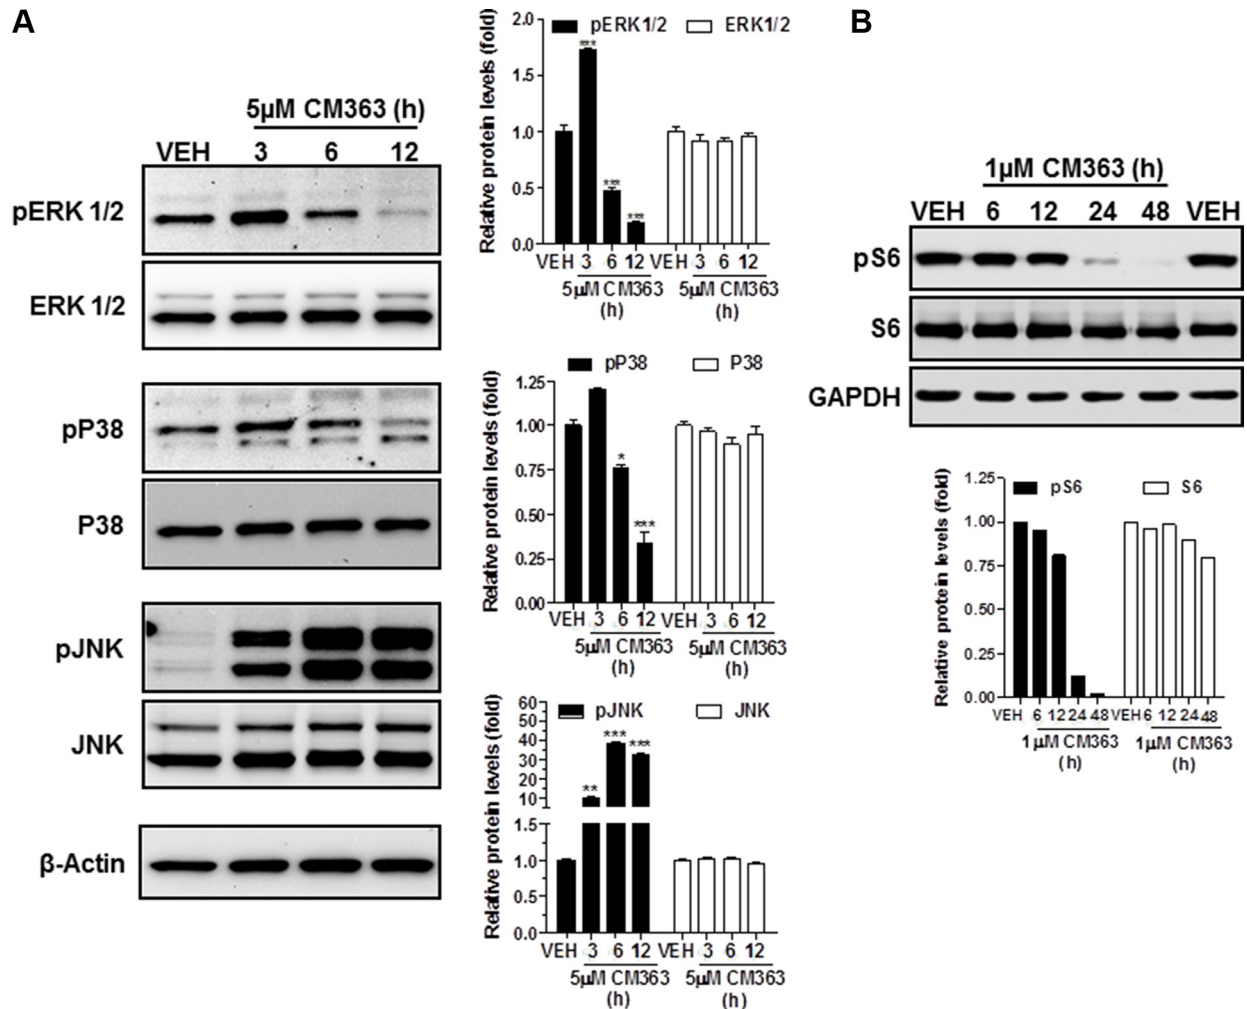 A
5µM CM363 (h)
VEH 3 6 12
pERK 1/2
ERK 1/2
pP38
P38
pJNK
JNK
β-Actin
pERK1/2 ERK1/2
Relative protein levels (fold)
2.0
1.5
1.0
0.5
0.0
***
***
***
VEH 3 6 12 VEH 3 6 12
5µM CM363 5µM CM363
(h) (h)
pP38 P38
Relative protein levels (fold)
1.25
1.00
0.75
0.50
0.25
0.00
*
***
VEH 3 6 12 VEH 3 6 12
5µM CM363 5µM CM363
(h) (h)
pJNK JNK
Relative protein levels (fold)
60
50
40
30
20
10
1.5
1.0
0.5
0.0
**
***
***
VEH 3 6 12 VEH 3 6 12
5µM CM363 5µM CM363
(h) (h)
B
1µM CM363 (h)
VEH 6 12 24 48 VEH
pS6
S6
GAPDH
pS6 S6
Relative protein levels (fold)
1.25
1.00
0.75
0.50
0.25
0.00
VEH 6 12 24 48 VEH 6 12 24 48
1µM CM363 1µM CM363
(h) (h)